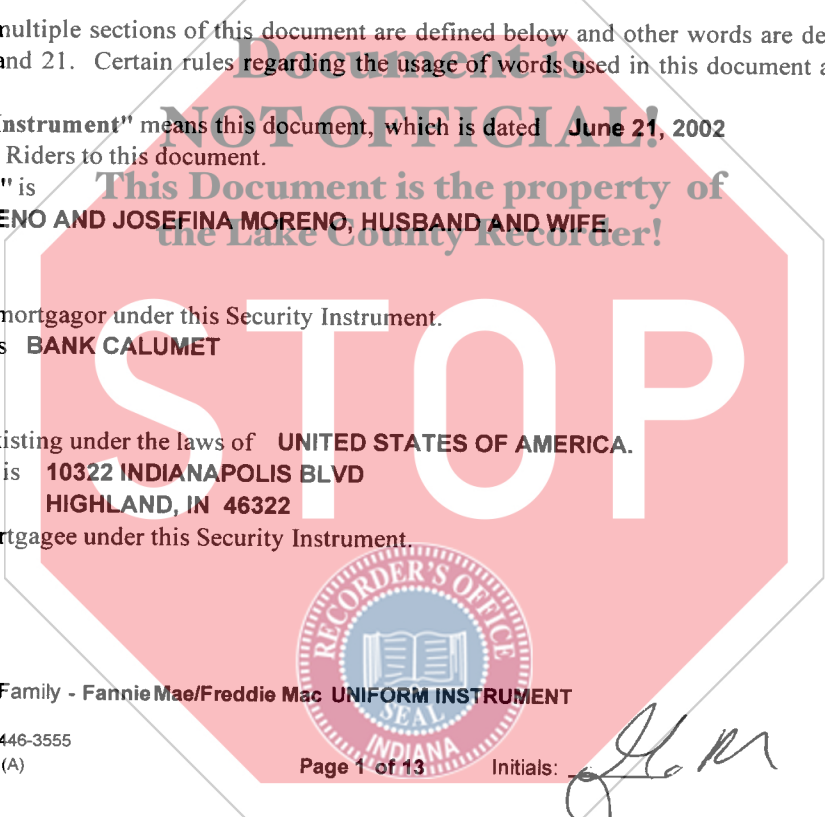 multiple sections of this document are defined below and other words are de
and 21. Certain rules regarding the usage of words used in this document a
Document is
NOT OFFICIAL!
This Document is the property of
the Lake County Recorder!
Instrument" means this document, which is dated June 21, 2002
Riders to this document.
" is
ENO AND JOSEFINA MORENO, HUSBAND AND WIFE.
mortgagor under this Security Instrument.
s BANK CALUMET
STOP
isting under the laws of UNITED STATES OF AMERICA.
is 10322 INDIANAPOLIS BLVD
HIGHLAND, IN 46322
rtgagee under this Security Instrument.
RECORDER'S OFFICE
SEAL
INDIANA
Family - Fannie Mae/Freddie Mac UNIFORM INSTRUMENT
446-3555
(A)
Page 1 of 13
Initials: